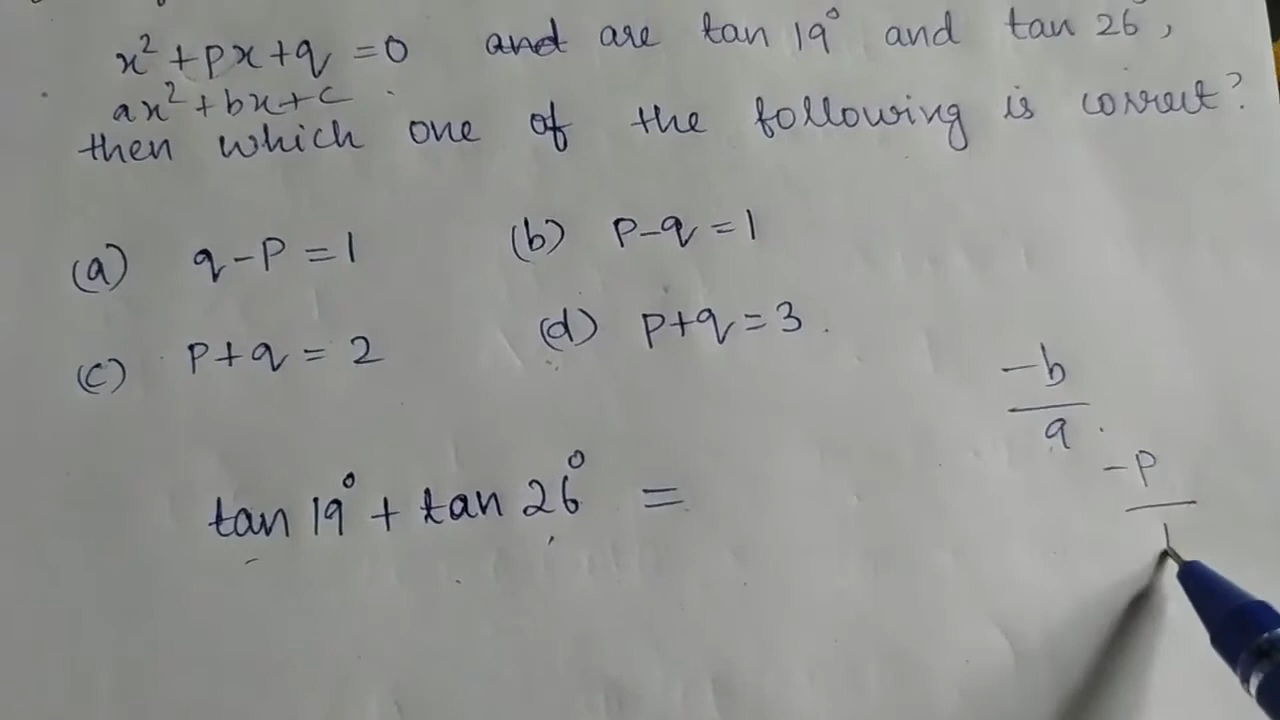 x² + px + q = 0 and are tan 19° and tan 26°,
ax² + bx + c
then which one of the following is correct?
(a) q - p = 1 (b) p - q = 1
(c) p + q = 2 (d) p + q = 3.
-b
a
-p
1
tan 19° + tan 26° =